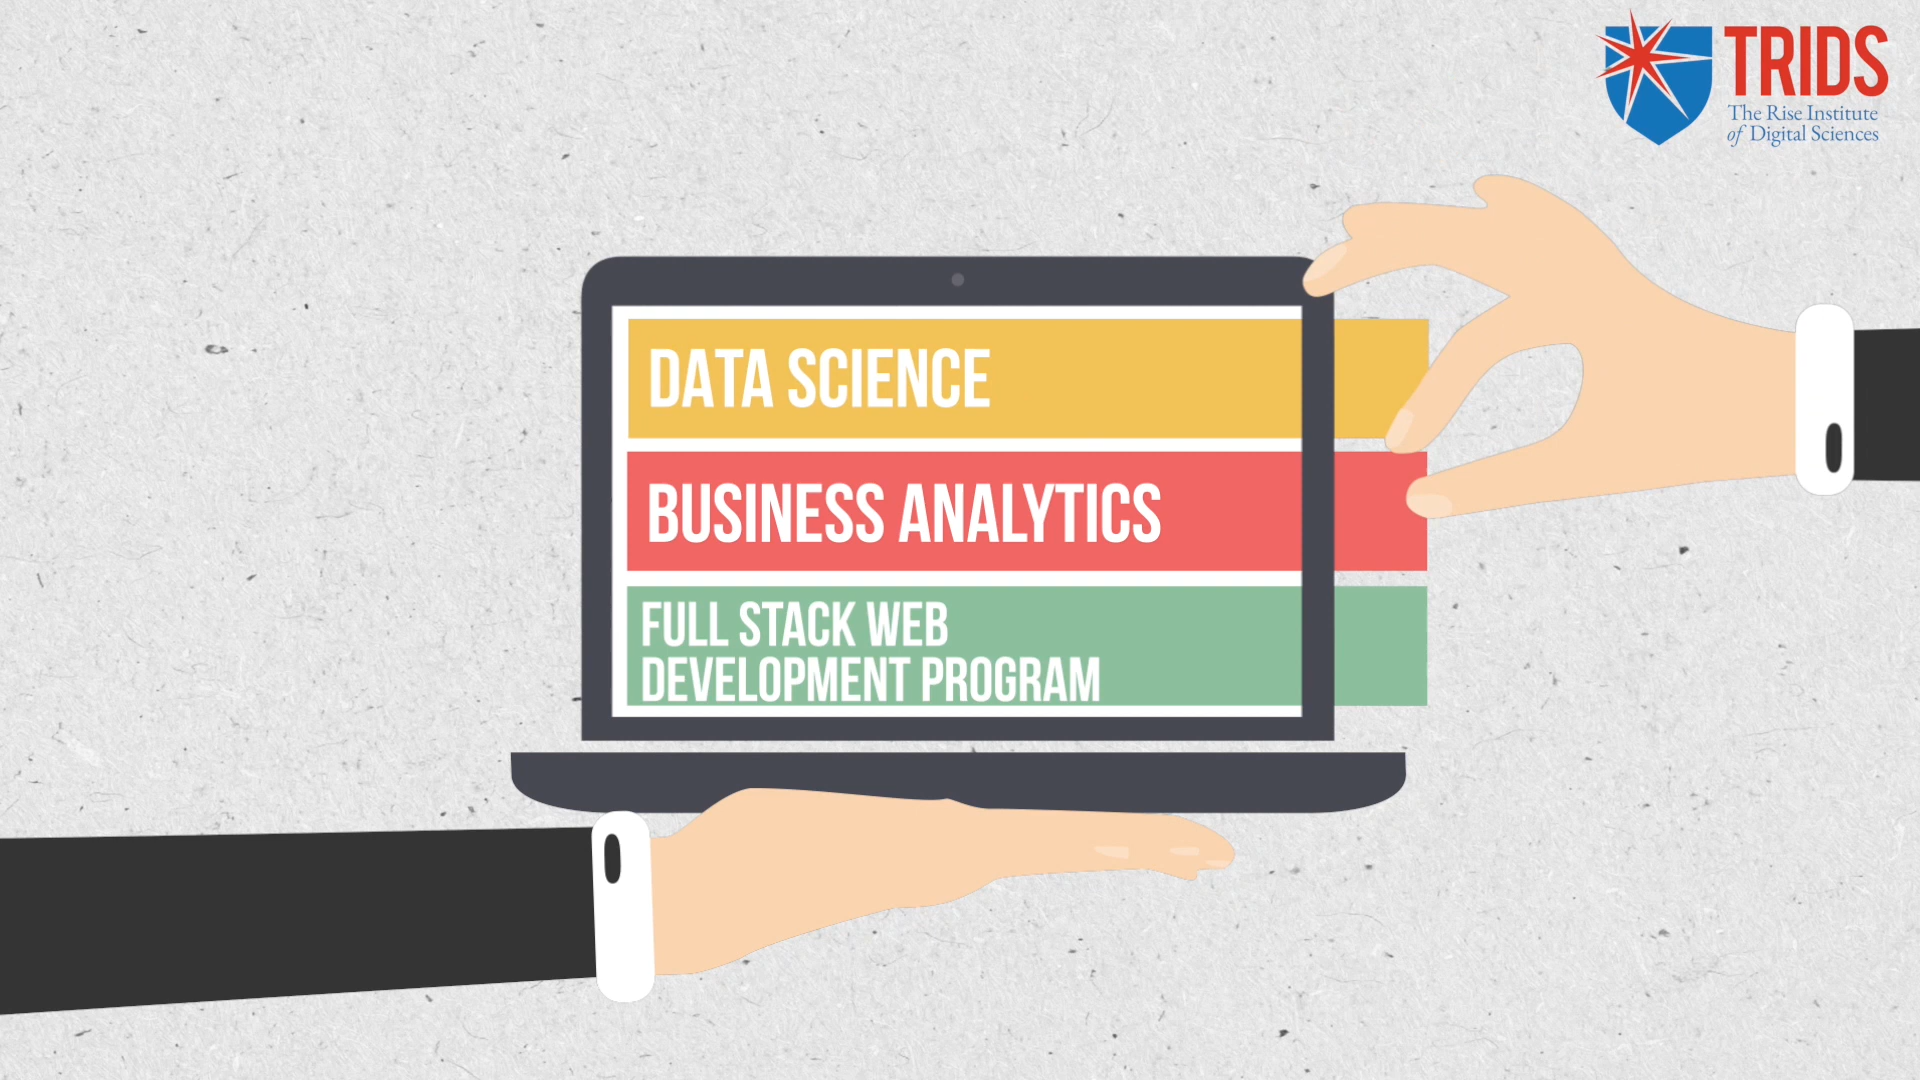 TRIDS
The Rise Institute
of Digital Sciences
DATA SCIENCE
BUSINESS ANALYTICS
FULL STACK WEB
DEVELOPMENT PROGRAM